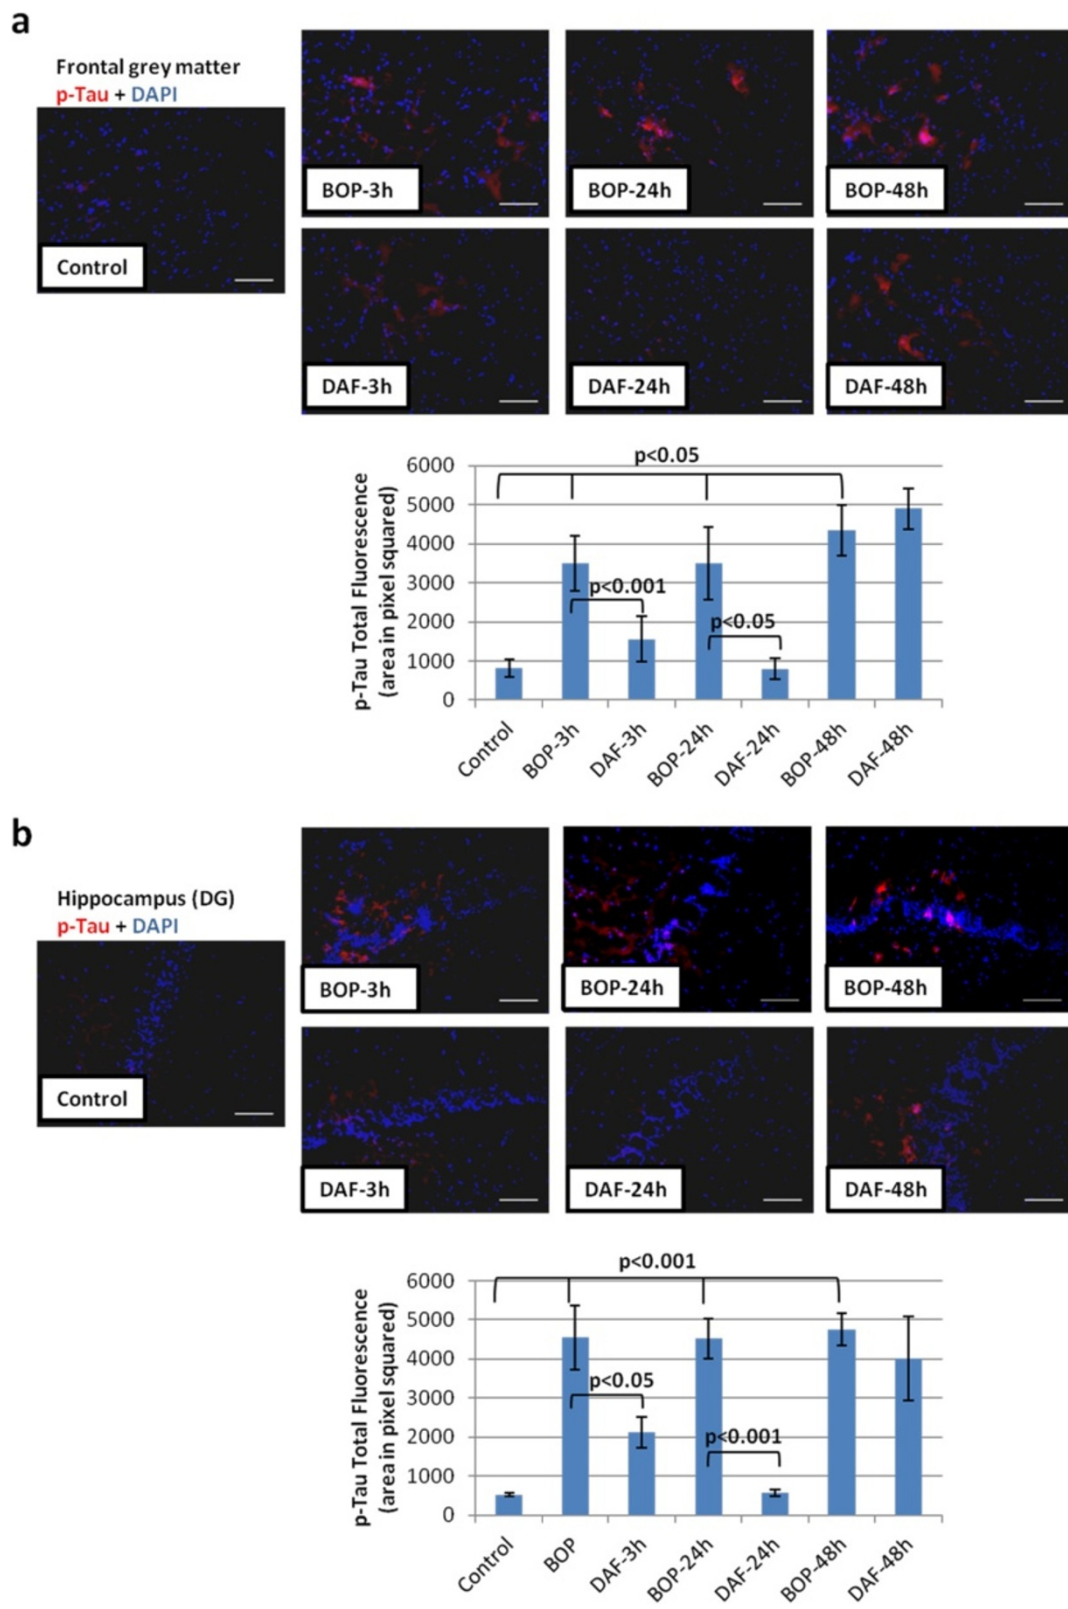 a
Frontal grey matter
p-Tau + DAPI
Control
BOP-3h
BOP-24h
BOP-48h
DAF-3h
DAF-24h
DAF-48h
p-Tau Total Fluorescence
(area in pixel squared)
6000
5000
4000
3000
2000
1000
0
p<0.05
p<0.001
p<0.05
Control
BOP-3h
DAF-3h
BOP-24h
DAF-24h
BOP-48h
DAF-48h
b
Hippocampus (DG)
p-Tau + DAPI
Control
BOP-3h
BOP-24h
BOP-48h
DAF-3h
DAF-24h
DAF-48h
p-Tau Total Fluorescence
(area in pixel squared)
6000
5000
4000
3000
2000
1000
0
p<0.001
p<0.05
p<0.001
Control
BOP
DAF-3h
BOP-24h
DAF-24h
BOP-48h
DAF-48h